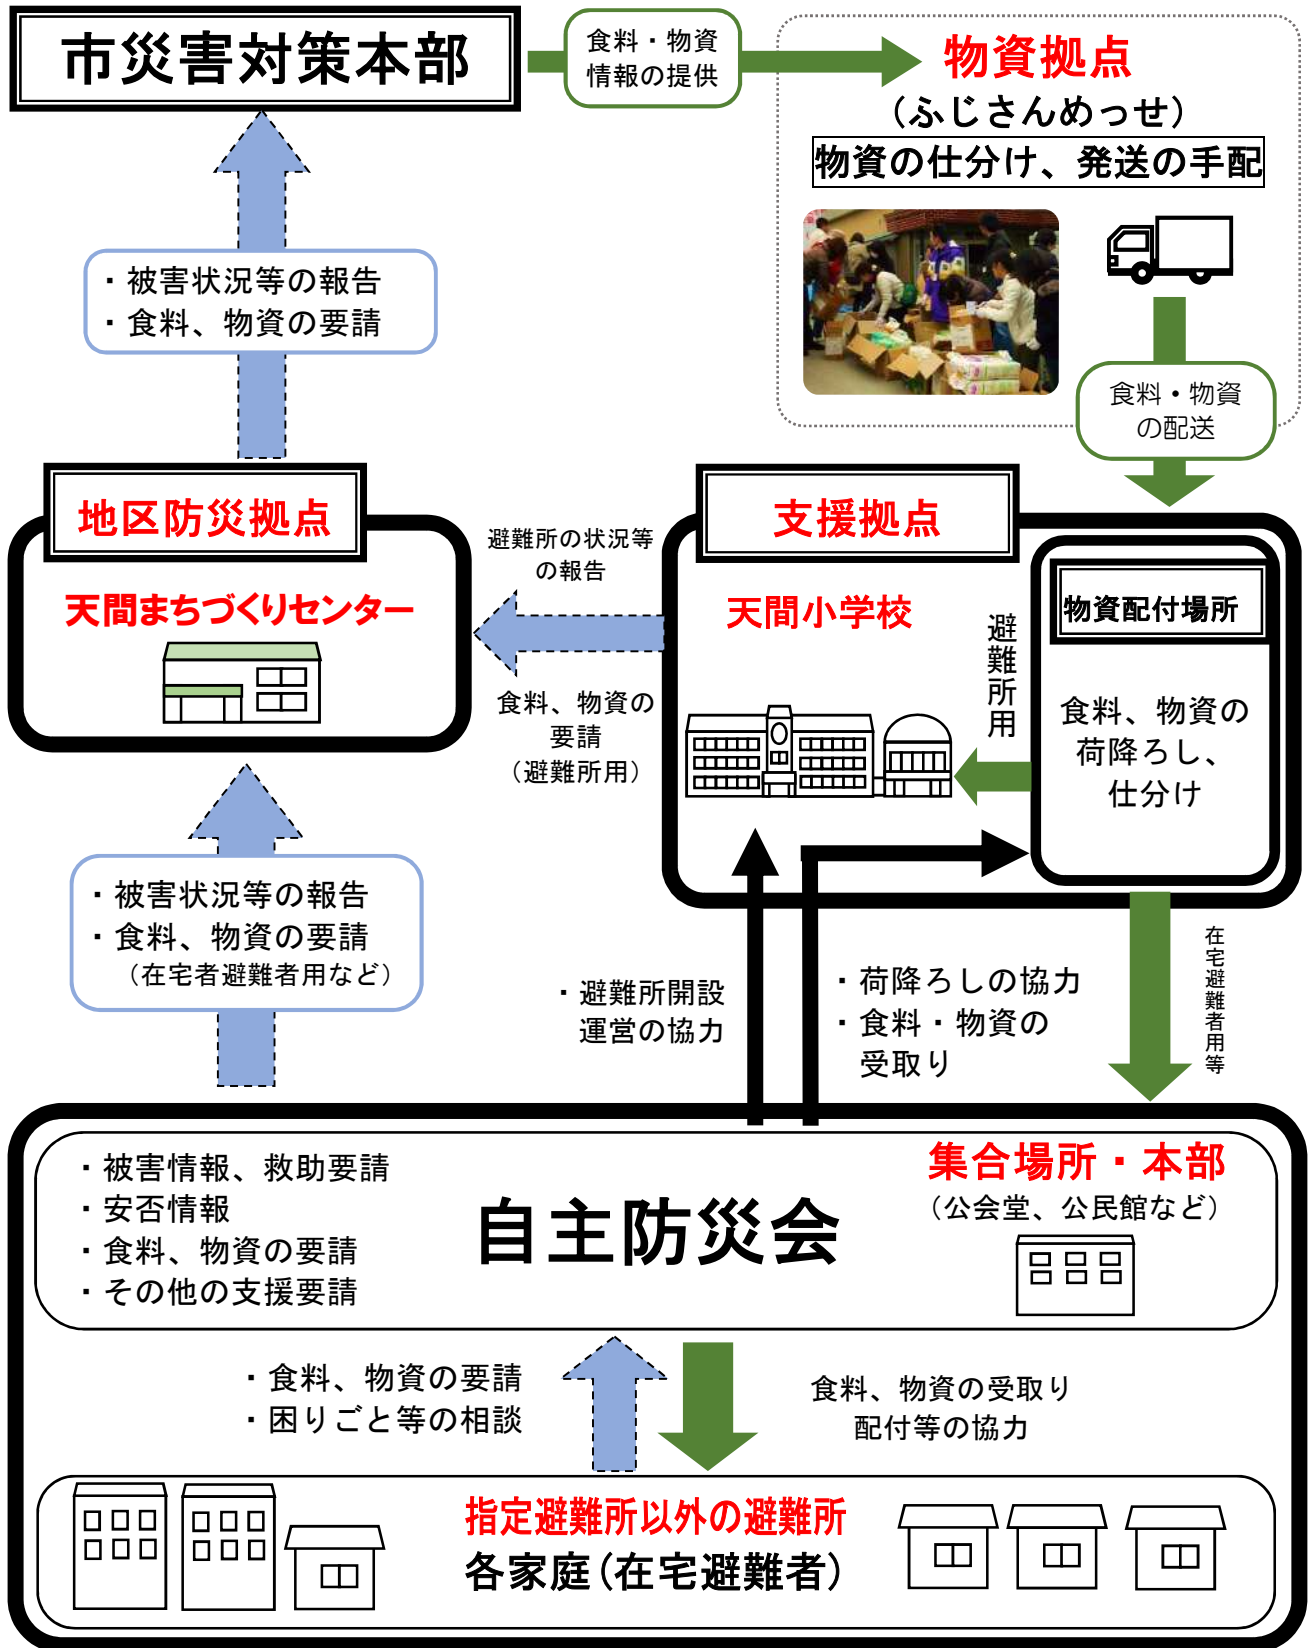 市災害対策本部
食料・物資
情報の提供
物資拠点
（ふじさんめっせ）
物資の仕分け、発送の手配
・被害状況等の報告
・食料、物資の要請
食料・物資
の配送
地区防災拠点
天間まちづくりセンター
避難所の状況等
の報告
食料、物資の
要請
（避難所用）
支援拠点
天間小学校
避難所用
物資配付場所
食料、物資の
荷降ろし、
仕分け
・被害状況等の報告
・食料、物資の要請
（在宅者避難者用など）
・避難所開設
運営の協力
・荷降ろしの協力
・食料・物資の
受取り
在宅避難者用等
・被害情報、救助要請
・安否情報
・食料、物資の要請
・その他の支援要請
自主防災会
集合場所・本部
（公会堂、公民館など）
・食料、物資の要請
・困りごと等の相談
食料、物資の受取り
配付等の協力
指定避難所以外の避難所
各家庭（在宅避難者）